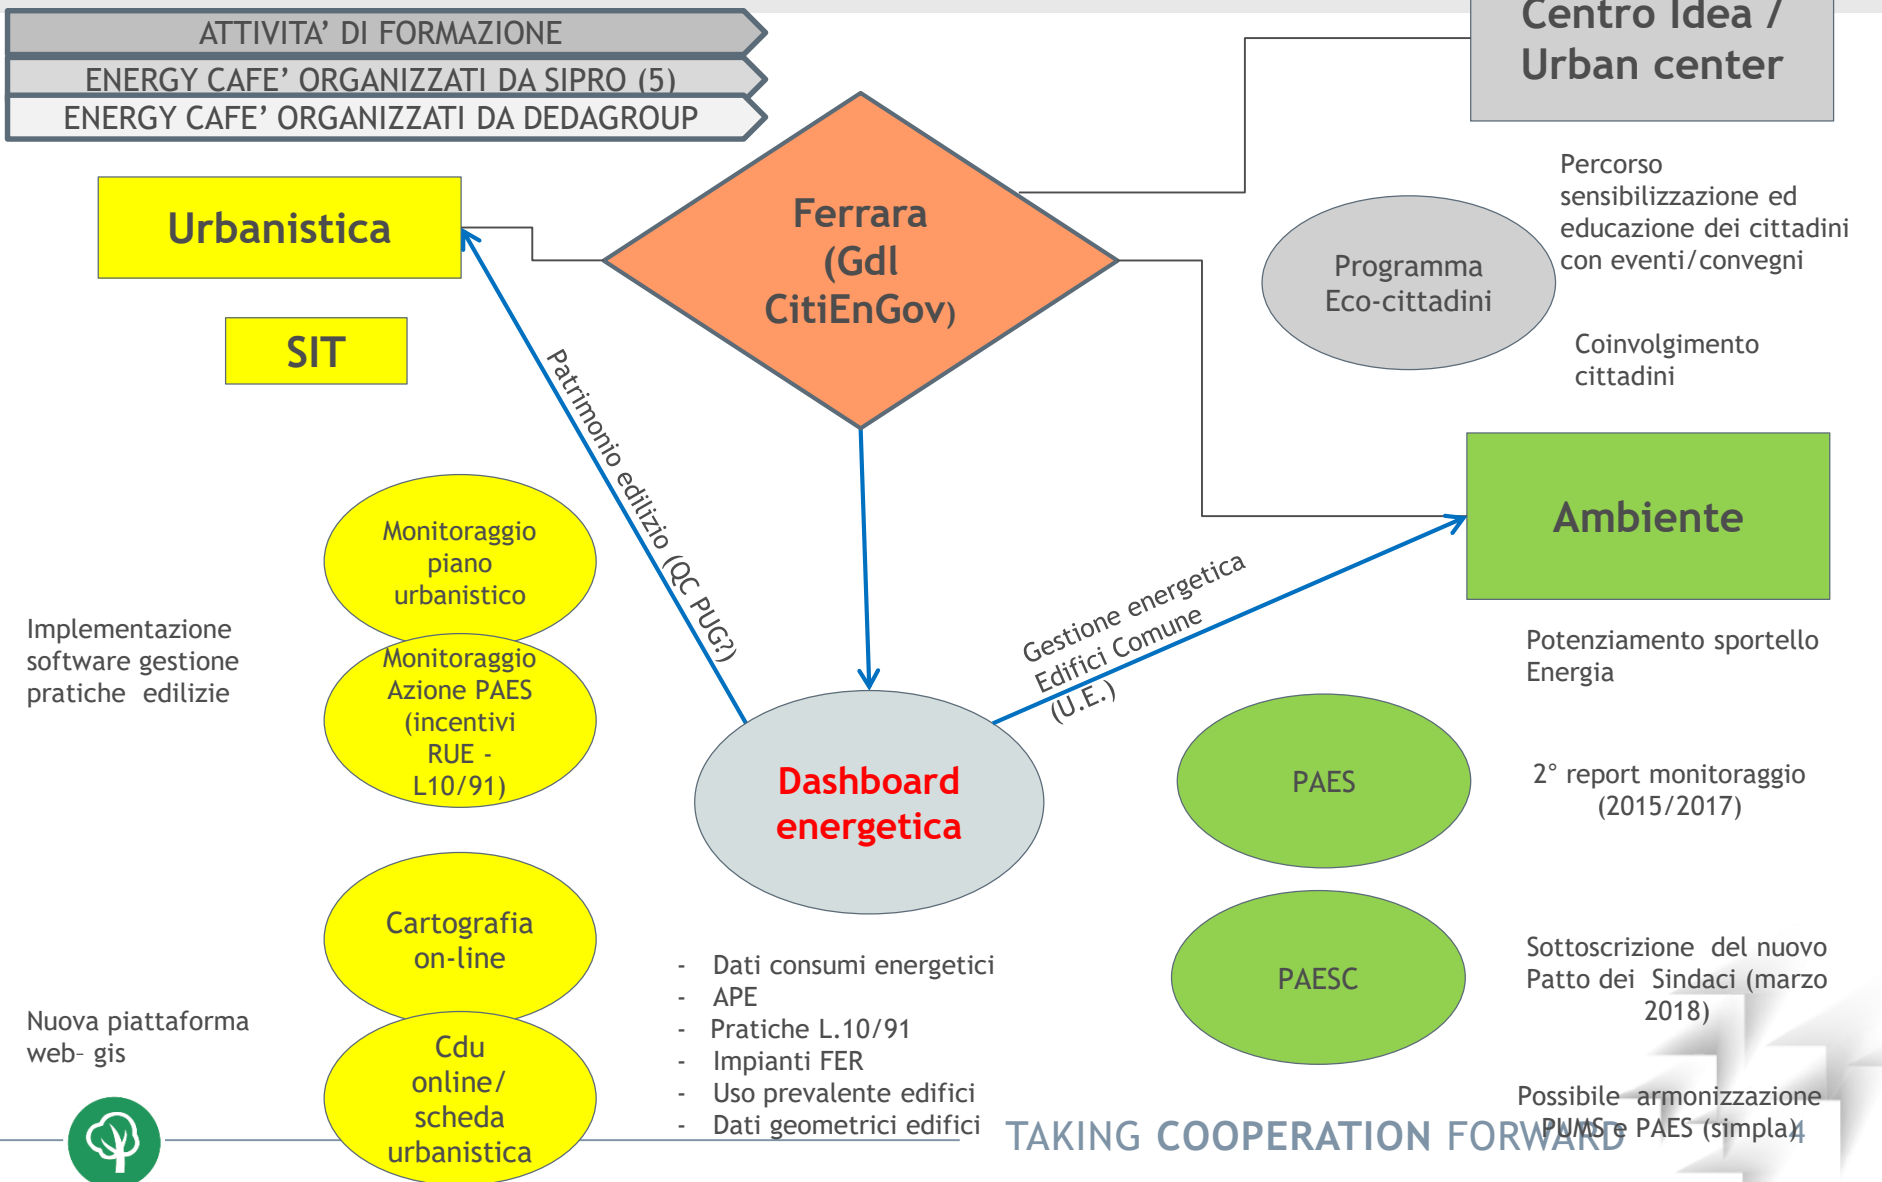 ATTIVITA’ DI FORMAZIONE
ENERGY CAFE’ ORGANIZZATI DA SIPRO (5)
ENERGY CAFE’ ORGANIZZATI DA DEDAGROUP
Centro Idea /
Urban center
Urbanistica
SIT
Ferrara
(Gdl
CitiEnGov)
Programma
Eco-cittadini
Percorso
sensibilizzazione ed
educazione dei cittadini
con eventi/convegni
Coinvolgimento
cittadini
Patrimonio edilizio (QC PUG?)
Gestione energetica
Edifici Comune
(U.E.)
Ambiente
Monitoraggio
piano
urbanistico
Implementazione
software gestione
pratiche edilizie
Monitoraggio
Azione PAES
(incentivi
RUE -
L10/91)
Dashboard
energetica
Potenziamento sportello
Energia
PAES
2° report monitoraggio
(2015/2017)
PAESC
Sottoscrizione del nuovo
Patto dei Sindaci (marzo
2018)
Cartografia
on-line
Nuova piattaforma
web– gis
Cdu
online/
scheda
urbanistica
- Dati consumi energetici
- APE
- Pratiche L.10/91
- Impianti FER
- Uso prevalente edifici
- Dati geometrici edifici
Possibile armonizzazione
PUMS e PAES (simpla)
TAKING COOPERATION FORWARD
4